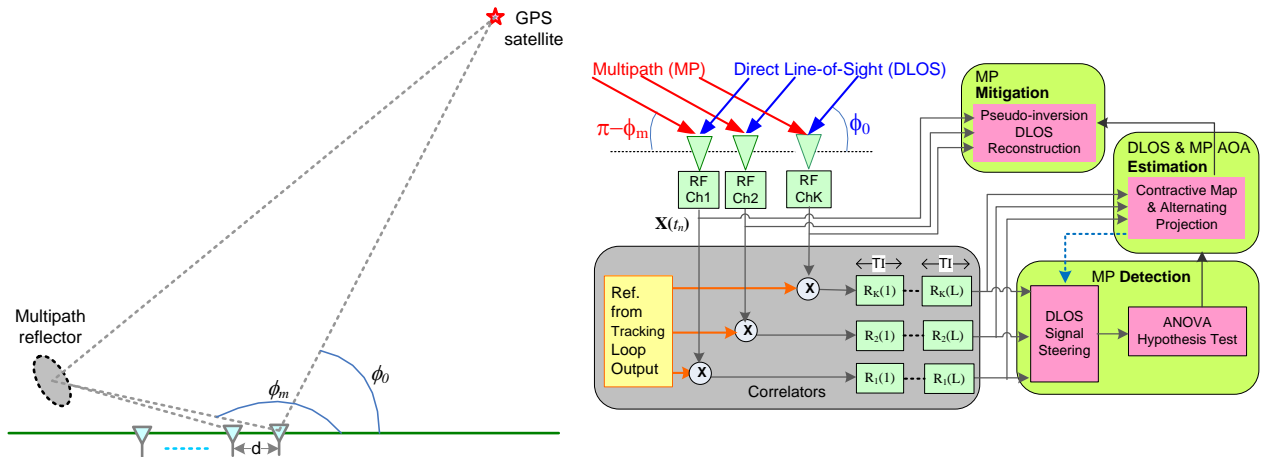 GPS
satellite
Multipath
reflector
ϕm
ϕ0
d
Multipath (MP)
Direct Line-of-Sight (DLOS)
π−ϕm
ϕ0
RF
Ch1
RF
Ch2
RF
ChK
X(tn)
MP
Mitigation
Pseudo-inversion
DLOS
Reconstruction
DLOS & MP AOA
Estimation
Contractive Map
& Alternating
Projection
Ref.
from
Tracking
Loop
Output
X
X
X
TI
TI
RK(1)
RK(L)
R2(1)
R2(L)
R1(1)
R1(L)
Correlators
MP Detection
DLOS
Signal
Steering
ANOVA
Hypothesis Test